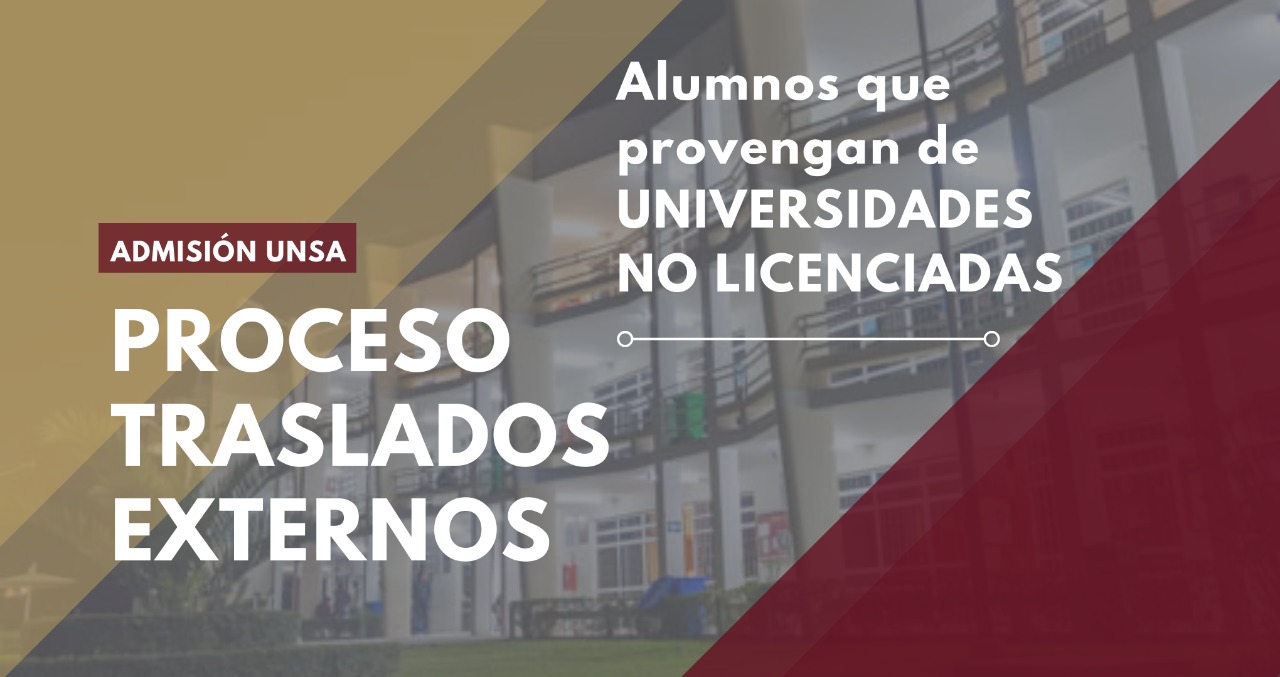 ADMISIÓN UNSA
PROCESO
TRASLADOS
EXTERNOS
Alumnos que
provengan de
UNIVERSIDADES
NO LICENCIADAS